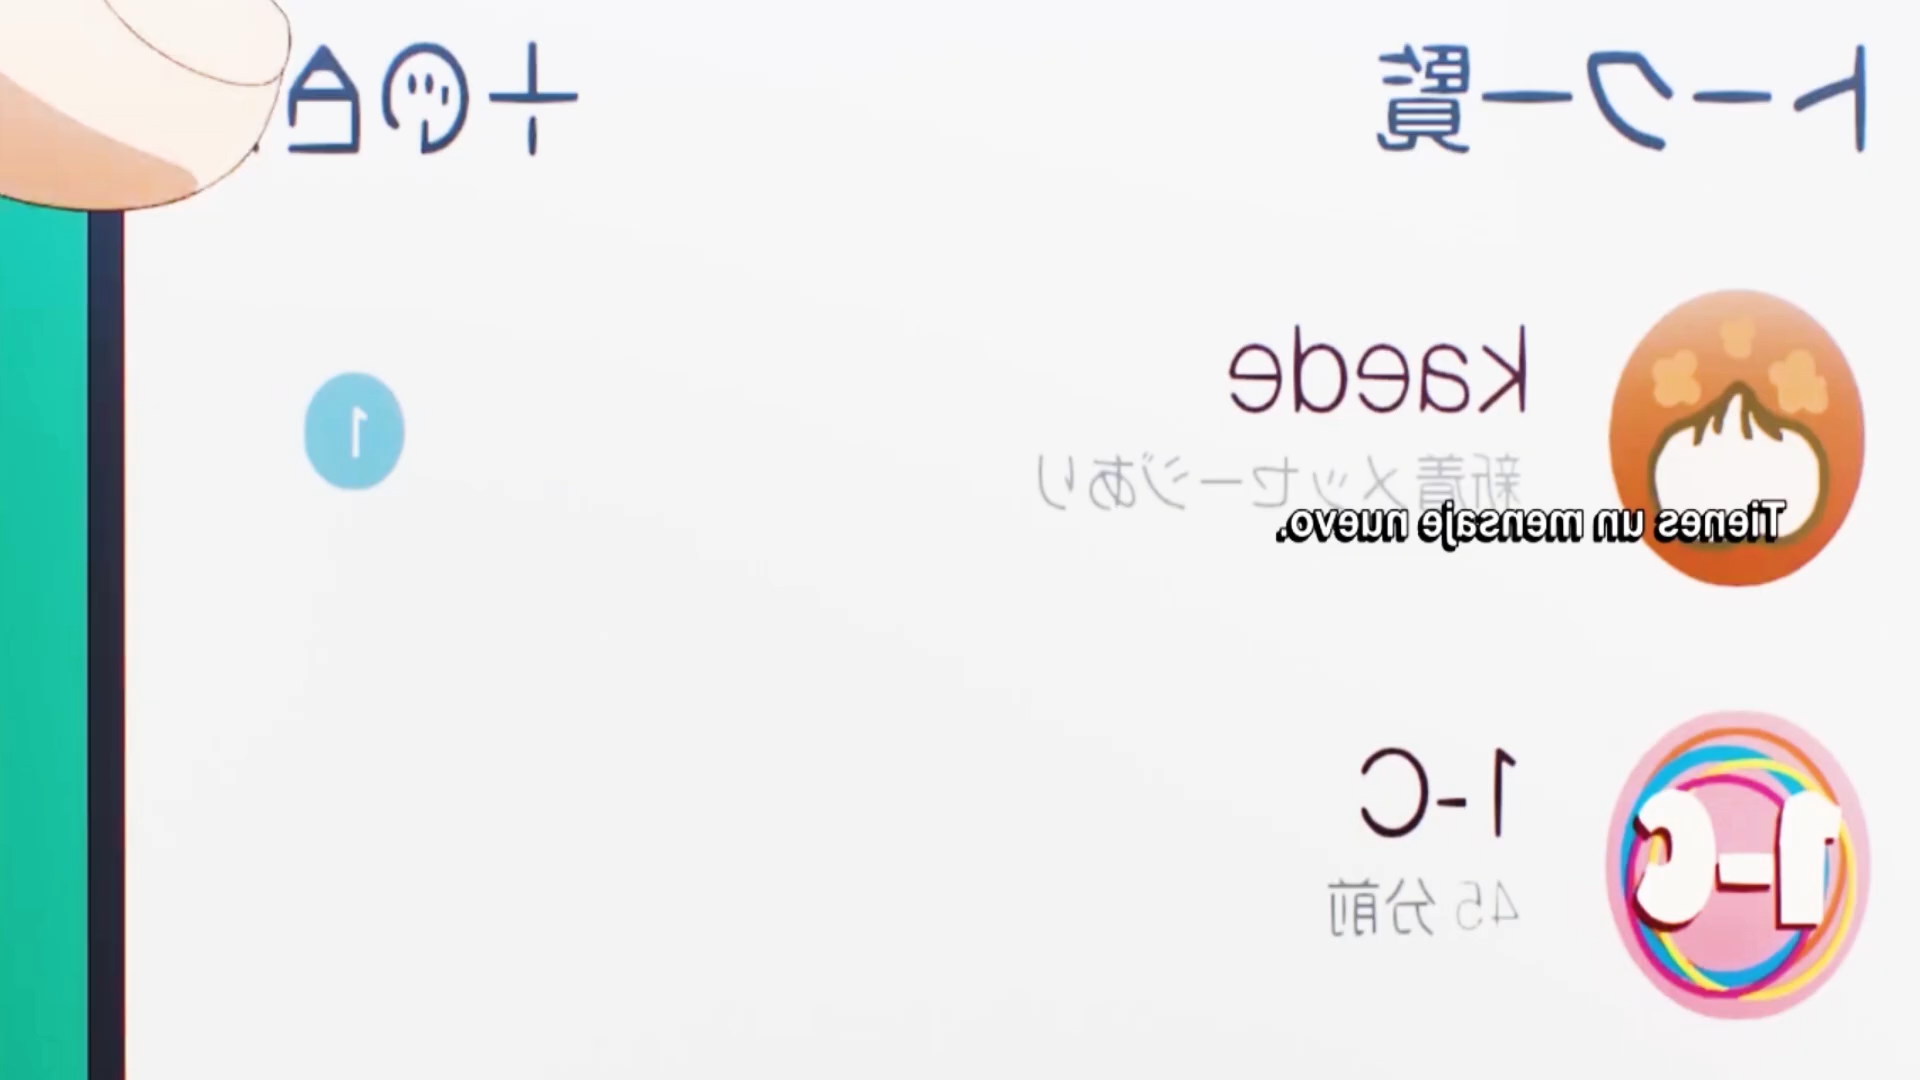 トーク一覧
kaede
新着メッセージあり
1
Tienes un mensaje nuevo.
1-C
1-C
45分前